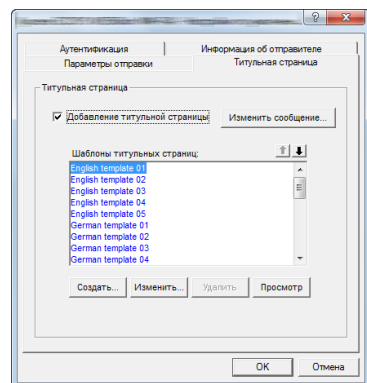 Аутентификация
Информация об отправителе
Параметры отправки
Титульная страница
Титульная страница
Добавление титульной страницы
Изменить сообщение...
Шаблоны титульных страниц:
English template 01
English template 02
English template 03
English template 04
English template 05
German template 01
German template 02
German template 03
German template 04
Создать...
Изменить...
Удалить
Просмотр
OK
Отмена